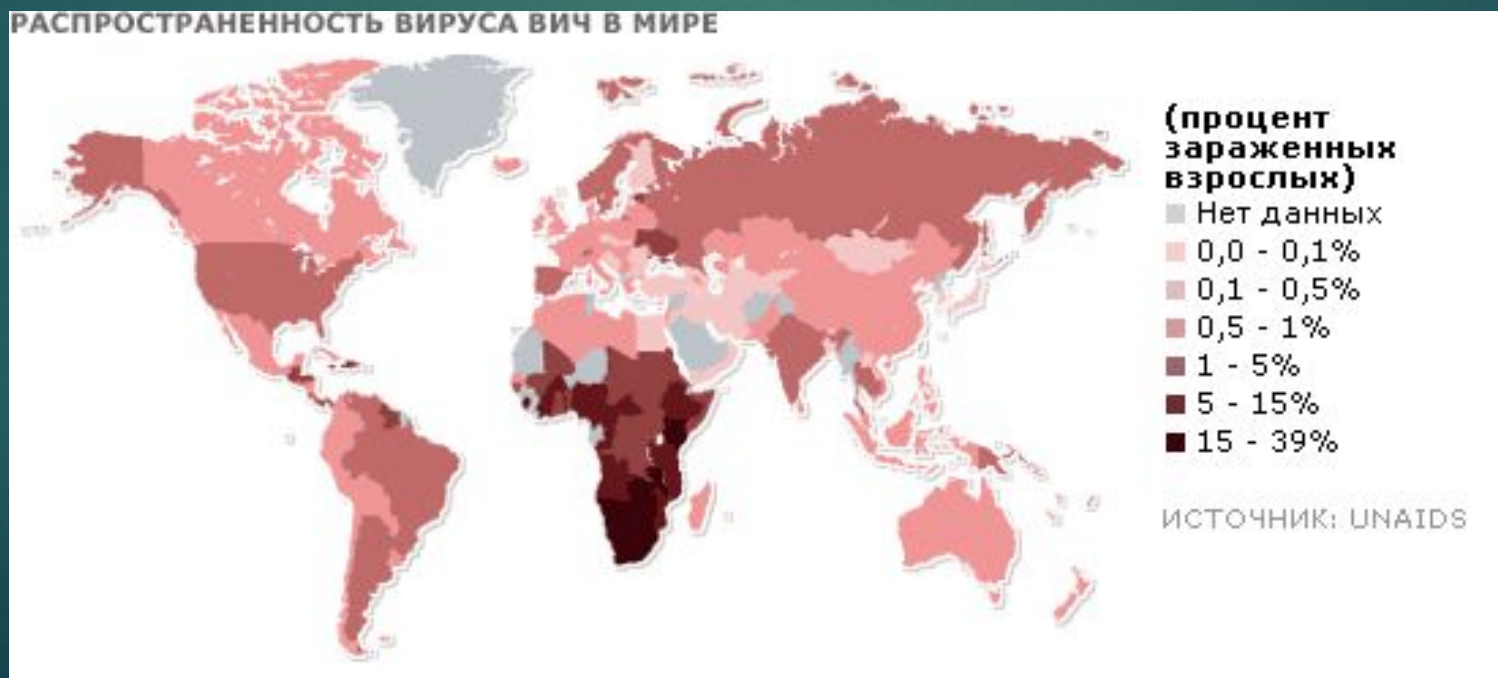 РАСПРОСТРАНЕННОСТЬ ВИРУСА ВИЧ В МИРЕ
(процент
зараженных
взрослых)
Нет данных
0,0 - 0,1%
0,1 - 0,5%
0,5 - 1%
1 - 5%
5 - 15%
15 - 39%
ИСТОЧНИК: UNAIDS